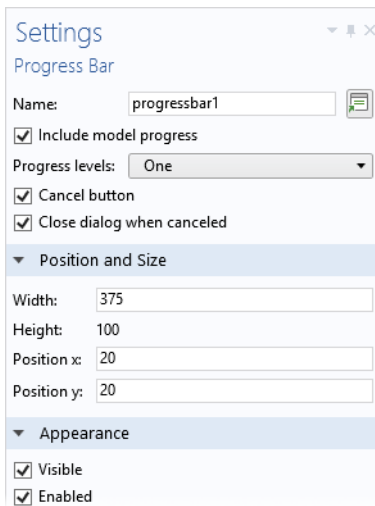 Settings
Progress Bar
Name: progressbar1
Include model progress
Progress levels: One
Cancel button
Close dialog when canceled
Position and Size
Width: 375
Height: 100
Position x: 20
Position y: 20
Appearance
Visible
Enabled